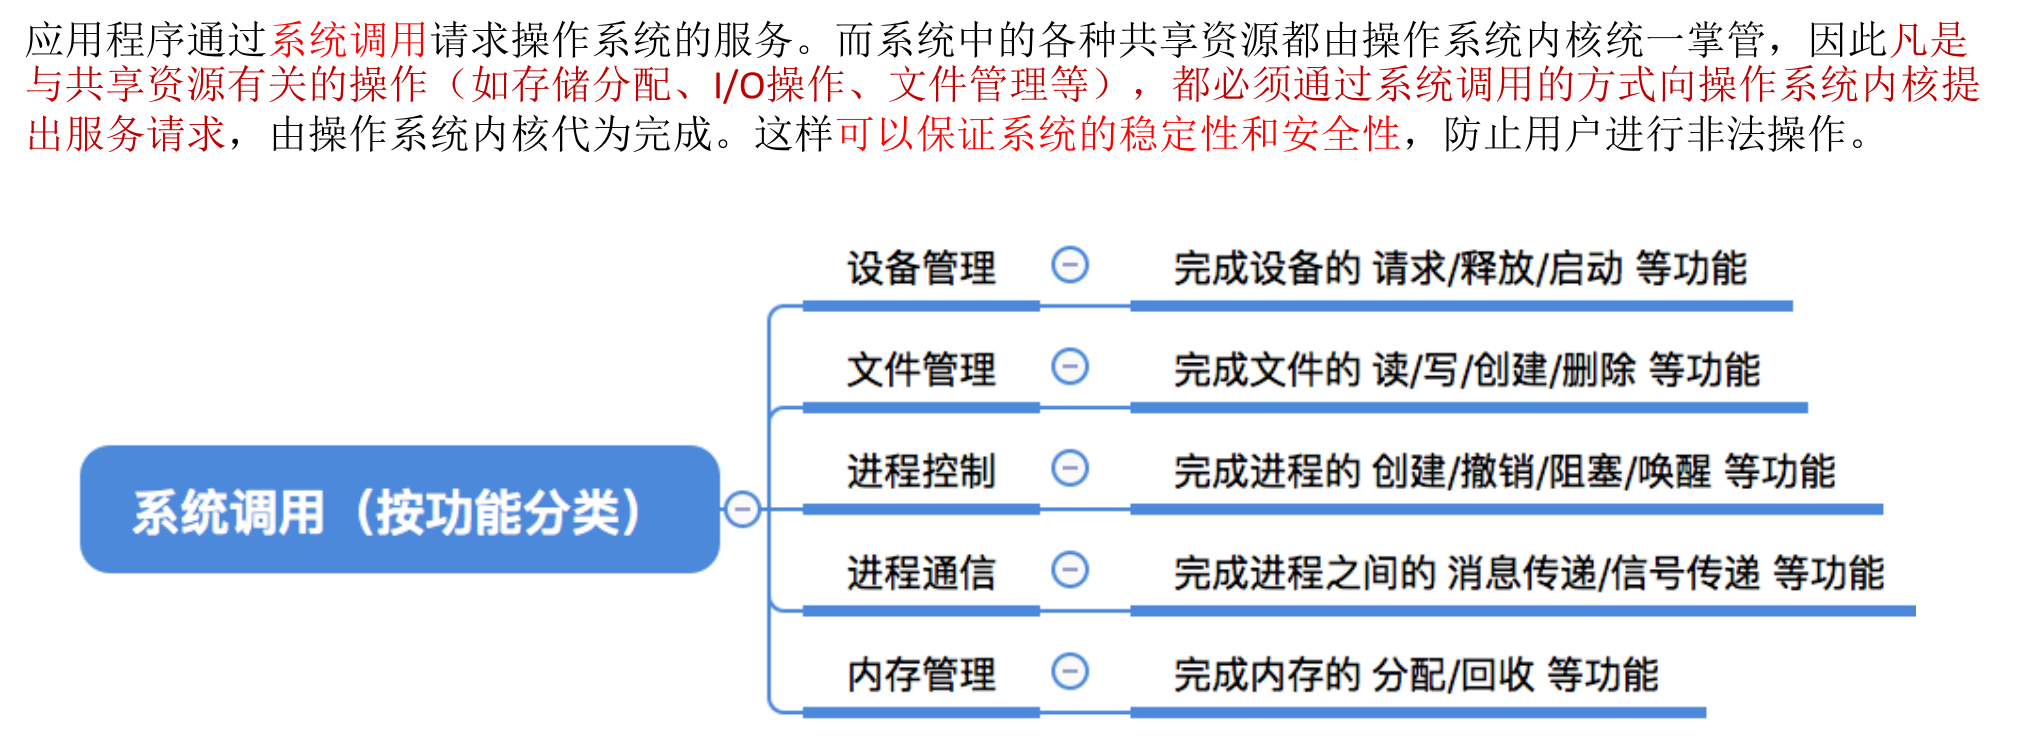 应用程序通过系统调用请求操作系统的服务。而系统中的各种共享资源都由操作系统内核统一掌管，因此凡是
与共享资源有关的操作（如存储分配、I/O操作、文件管理等），都必须通过系统调用的方式向操作系统内核提
出服务请求，由操作系统内核代为完成。这样可以保证系统的稳定性和安全性，防止用户进行非法操作。
系统调用（按功能分类）
设备管理 完成设备的 请求/释放/启动 等功能
文件管理 完成文件的 读/写/创建/删除 等功能
进程控制 完成进程的 创建/撤销/阻塞/唤醒 等功能
进程通信 完成进程之间的 消息传递/信号传递 等功能
内存管理 完成内存的 分配/回收 等功能